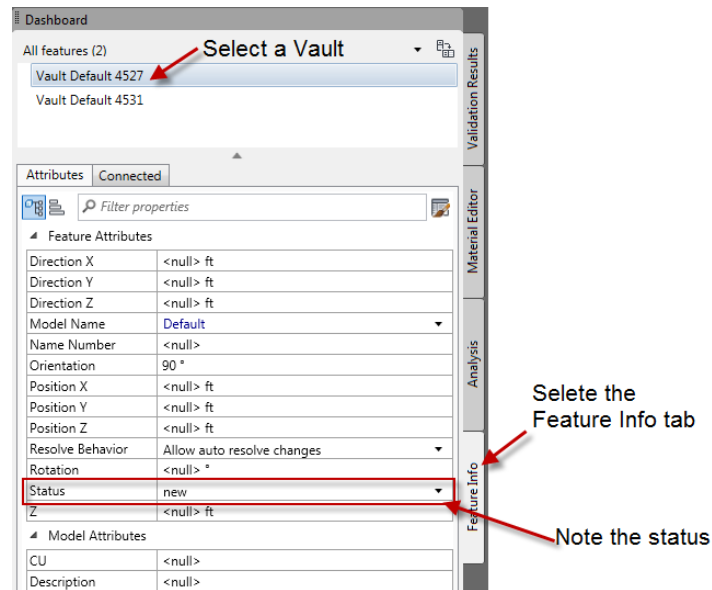 Dashboard
All features (2)
Select a Vault
Vault Default 4527
Vault Default 4531
Attributes
Connected
Filter properties
Feature Attributes
Direction X <null> ft
Direction Y <null> ft
Direction Z <null> ft
Model Name Default
Name Number <null>
Orientation 90 °
Position X <null> ft
Position Y <null> ft
Position Z <null> ft
Resolve Behavior Allow auto resolve changes
Rotation <null> °
Status new
Z <null> ft
Model Attributes
CU <null>
Description <null>
Validation Results
Material Editor
Analysis
Feature Info
Selete the
Feature Info tab
Note the status